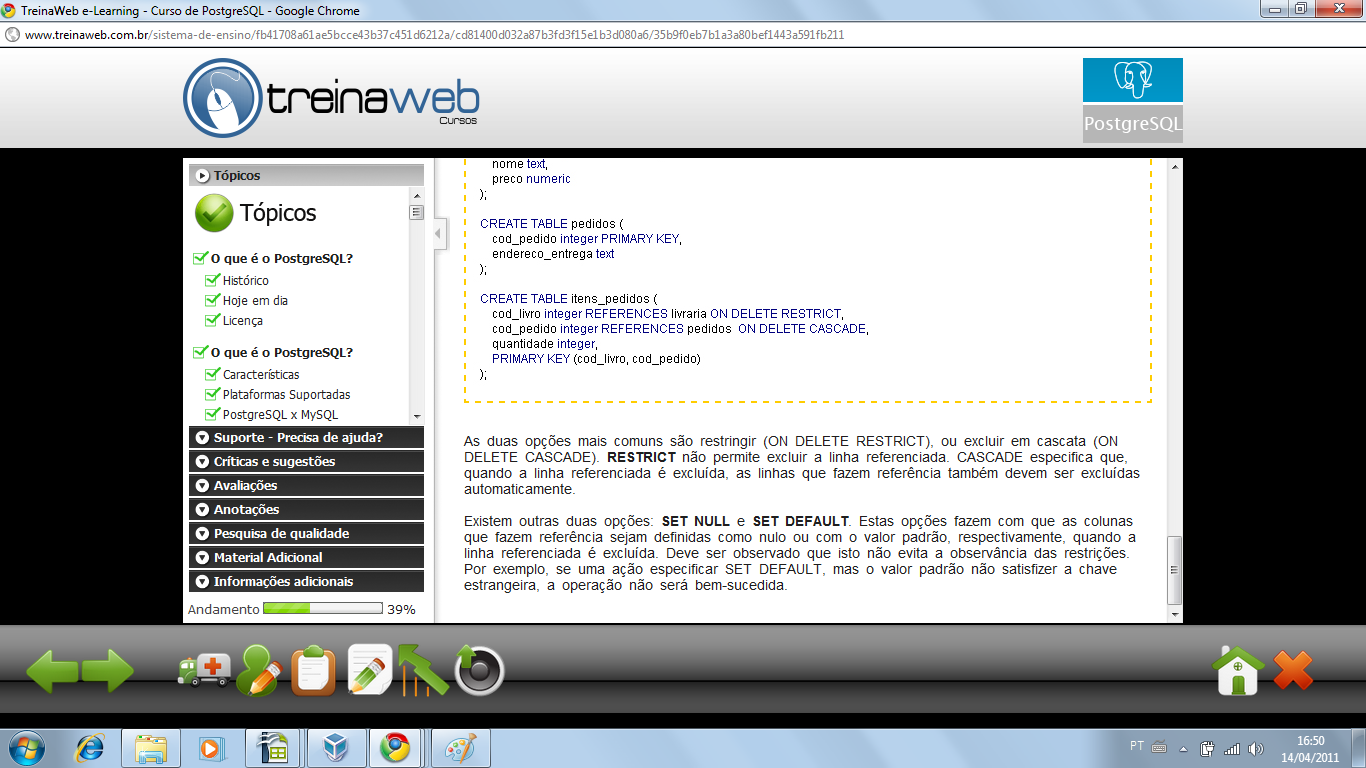 TreinaWeb e-Learning - Curso de PostgreSQL - Google Chrome
www.treinaweb.com.br/sistema-de-ensino/fb41708a61ae5bcce43b37c451d6212a/cd81400d032a87b3fd3f15e1b3d080a6/35b9f0eb7b1a3a80bef1443a591fb211
treinaweb
Cursos
PostgreSQL
Tópicos
Tópicos
O que é o PostgreSQL?
Histórico
Hoje em dia
Licença
O que é o PostgreSQL?
Características
Plataformas Suportadas
PostgreSQL x MySQL
Suporte - Precisa de ajuda?
Críticas e sugestões
Avaliações
Anotações
Pesquisa de qualidade
Material Adicional
Informações adicionais
Andamento 39%
nome text,
preco numeric
);
CREATE TABLE pedidos (
cod_pedido integer PRIMARY KEY,
endereco_entrega text
);
CREATE TABLE itens_pedidos (
cod_livro integer REFERENCES livraria ON DELETE RESTRICT,
cod_pedido integer REFERENCES pedidos ON DELETE CASCADE,
quantidade integer,
PRIMARY KEY (cod_livro, cod_pedido)
);
As duas opções mais comuns são restringir (ON DELETE RESTRICT), ou excluir em cascata (ON
DELETE CASCADE). RESTRICT não permite excluir a linha referenciada. CASCADE especifica que,
quando a linha referenciada é excluída, as linhas que fazem referência também devem ser excluídas
automaticamente.
Existem outras duas opções: SET NULL e SET DEFAULT. Estas opções fazem com que as colunas
que fazem referência sejam definidas como nulo ou com o valor padrão, respectivamente, quando a
linha referenciada é excluída. Deve ser observado que isto não evita a observância das restrições.
Por exemplo, se uma ação especificar SET DEFAULT, mas o valor padrão não satisfizer a chave
estrangeira, a operação não será bem-sucedida.
PT
16:50
14/04/2011